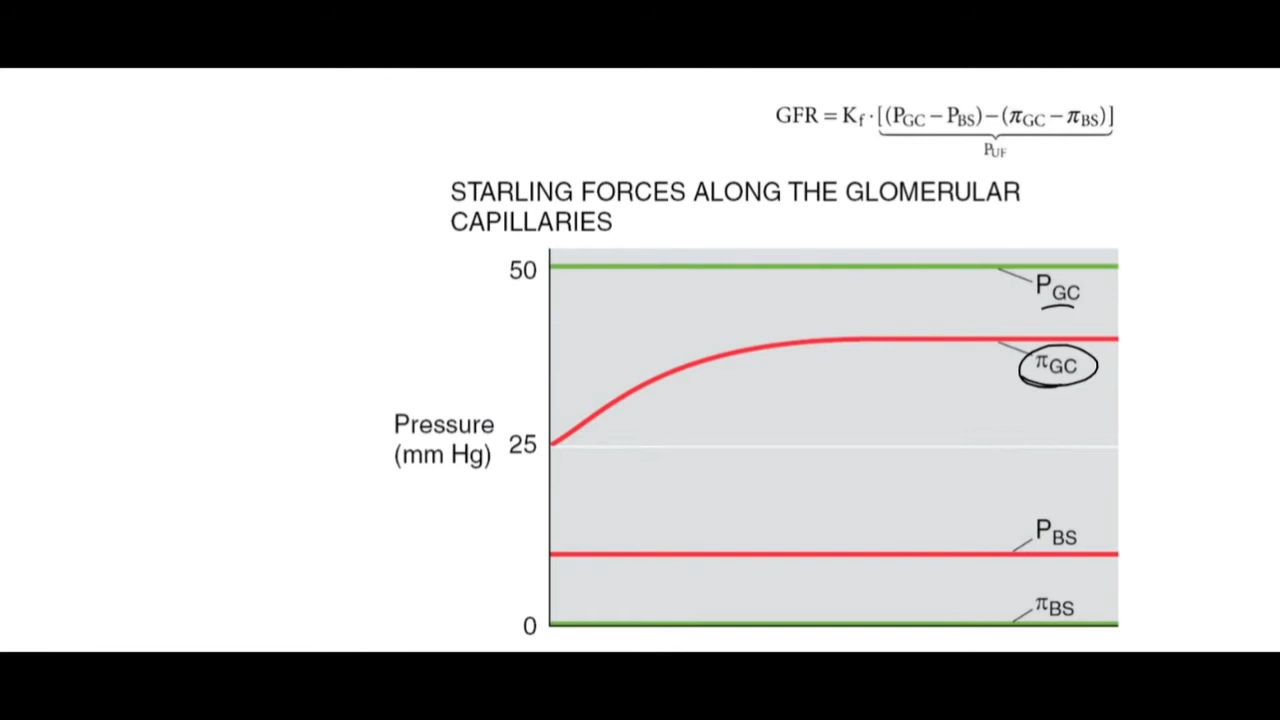 GFR = K_f · [(P_GC − P_BS) − (π_GC − π_BS)]
P_UF
STARLING FORCES ALONG THE GLOMERULAR
CAPILLARIES
50
P_GC
π_GC
Pressure
(mm Hg)
25
P_BS
π_BS
0